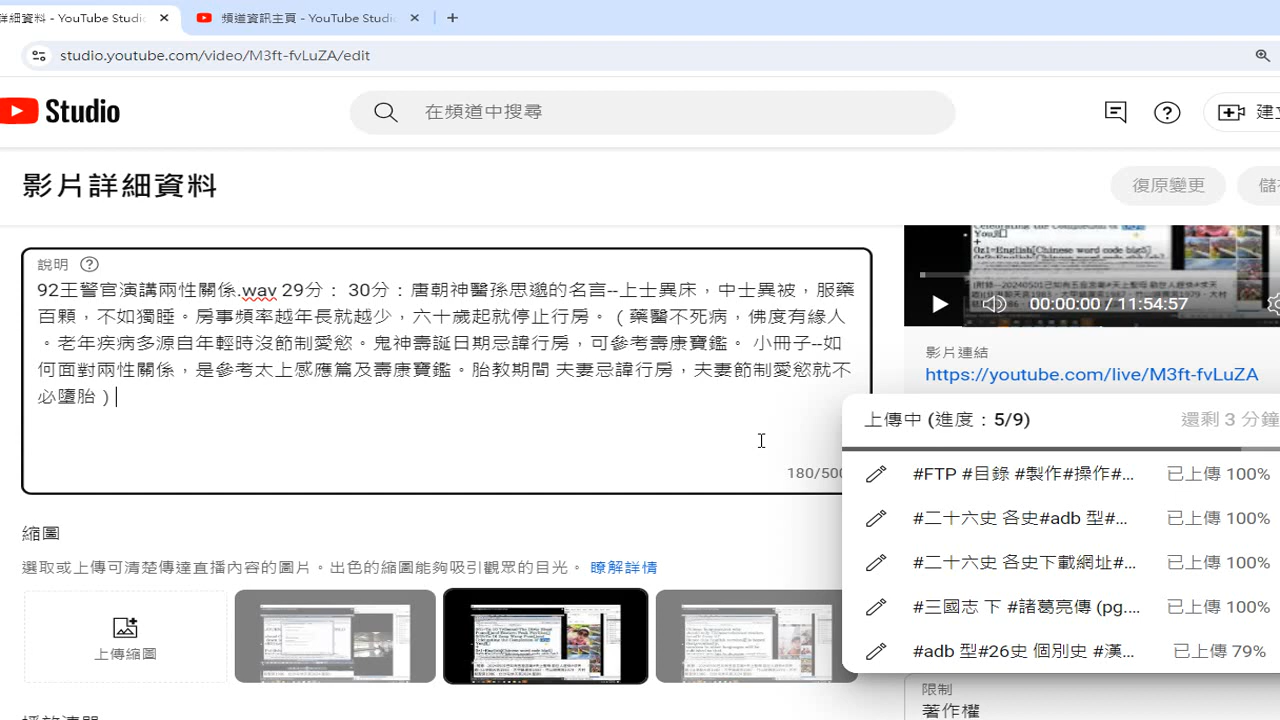 詳細資料 - YouTube Studio
頻道資訊主頁 - YouTube Studi
studio.youtube.com/video/M3ft-fvLuZA/edit
Studio
在頻道中搜尋
影片詳細資料
復原變更
說明
92王警官演講兩性關係.wav 29分：30分：唐朝神醫孫思邈的名言--上士異床，中士異被，服藥
百顆，不如獨睡。房事頻率越年長就越少，六十歲起就停止行房。（藥醫不死病，佛度有緣人
。老年疾病多源自年輕時沒節制愛慾。鬼神壽誕日期忌諱行房，可參考壽康寶鑑。 小冊子--如
何面對兩性關係，是參考太上感應篇及壽康寶鑑。胎教期間 夫妻忌諱行房，夫妻節制愛慾就不
必墮胎）
180/500
00:00:00 / 11:54:57
影片連結
https://youtube.com/live/M3ft-fvLuZA
上傳中 (進度：5/9)
還剩 3 分鐘
#FTP #目錄 #製作#操作#... 已上傳 100%
#二十六史 各史#adb 型#... 已上傳 100%
#二十六史 各史下載網址#... 已上傳 100%
#三國志 下 #諸葛亮傳 (pg.... 已上傳 100%
#adb 型#26史 個別史 #漢... 已上傳 79%
縮圖
選取或上傳可清楚傳達直播內容的圖片。出色的縮圖能夠吸引觀眾的目光。 瞭解詳情
上傳縮圖
限制
著作權